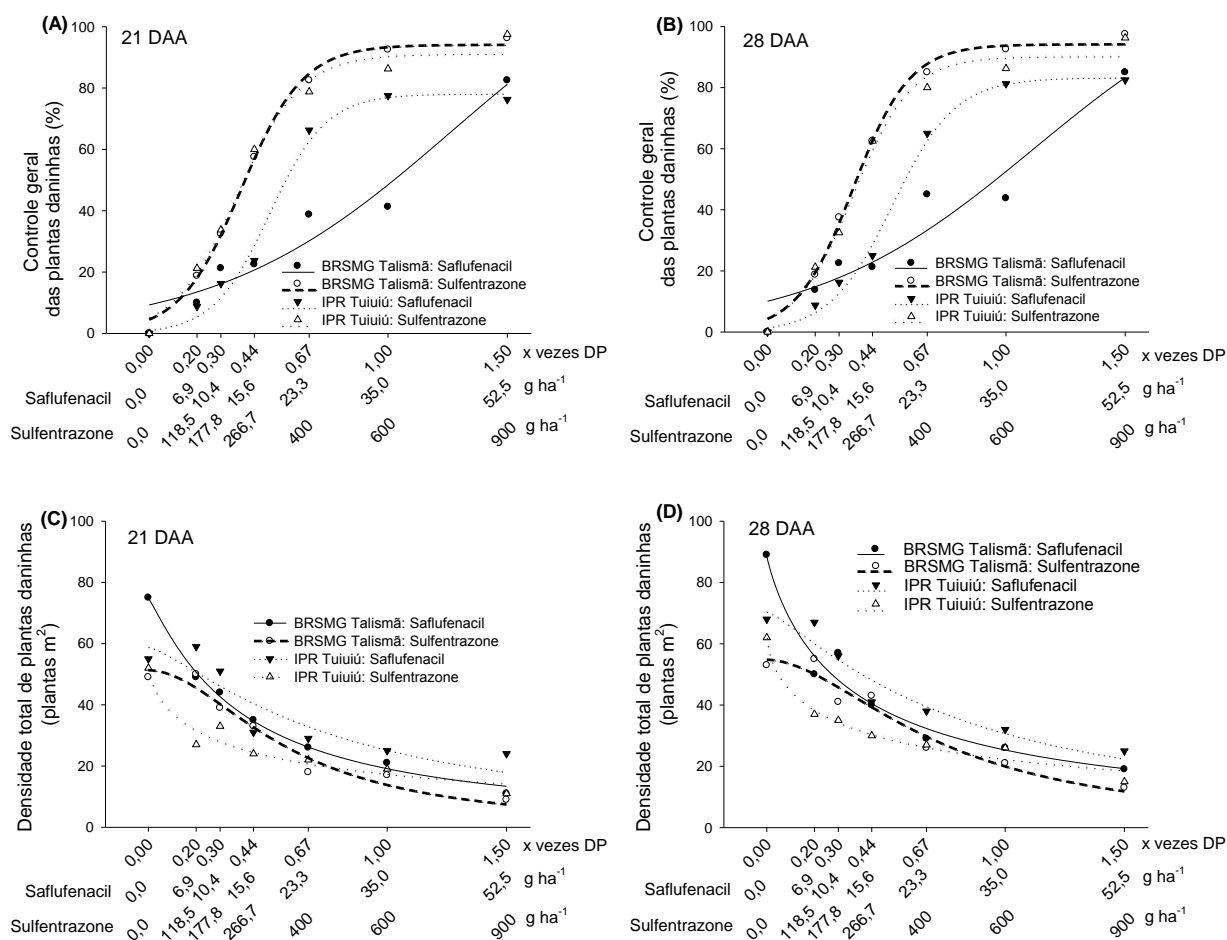 (A)
21 DAA
Controle geral
das plantas daninhas (%)
100
80
60
40
20
0
BRSMG Talismã: Saflufenacil
BRSMG Talismã: Sulfentrazone
IPR Tuiuiú: Saflufenacil
IPR Tuiuiú: Sulfentrazone
0,00 0,20 0,30 0,44 0,67 1,00 1,50 x vezes DP
Saflufenacil 0,0 6,9 10,4 15,6 23,3 35,0 52,5 g ha-1
Sulfentrazone 0,0 118,5 177,8 266,7 400 600 900 g ha-1
(B)
28 DAA
Controle geral
das plantas daninhas (%)
100
80
60
40
20
0
BRSMG Talismã: Saflufenacil
BRSMG Talismã: Sulfentrazone
IPR Tuiuiú: Saflufenacil
IPR Tuiuiú: Sulfentrazone
0,00 0,20 0,30 0,44 0,67 1,00 1,50 x vezes DP
Saflufenacil 0,0 6,9 10,4 15,6 23,3 35,0 52,5 g ha-1
Sulfentrazone 0,0 118,5 177,8 266,7 400 600 900 g ha-1
(C)
21 DAA
Densidade total de plantas daninhas
(plantas m2)
100
80
60
40
20
0
BRSMG Talismã: Saflufenacil
BRSMG Talismã: Sulfentrazone
IPR Tuiuiú: Saflufenacil
IPR Tuiuiú: Sulfentrazone
0,00 0,20 0,30 0,44 0,67 1,00 1,50 x vezes DP
Saflufenacil 0,0 6,9 10,4 15,6 23,3 35,0 52,5 g ha-1
Sulfentrazone 0,0 118,5 177,8 266,7 400 600 900 g ha-1
(D)
28 DAA
Densidade total de plantas daninhas
(plantas m2)
100
80
60
40
20
0
BRSMG Talismã: Saflufenacil
BRSMG Talismã: Sulfentrazone
IPR Tuiuiú: Saflufenacil
IPR Tuiuiú: Sulfentrazone
0,00 0,20 0,30 0,44 0,67 1,00 1,50 x vezes DP
Saflufenacil 0,0 6,9 10,4 15,6 23,3 35,0 52,5 g ha-1
Sulfentrazone 0,0 118,5 177,8 266,7 400 600 900 g ha-1